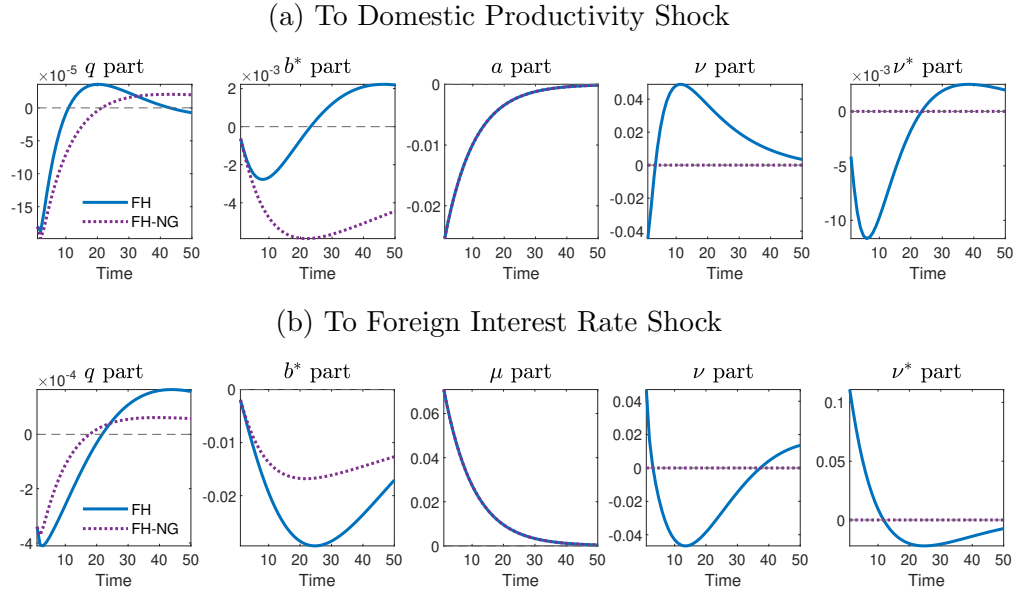 (a) To Domestic Productivity Shock
×10⁻⁵ q part
0
-5
-10
-15
10 20 30 40 50
Time
FH
FH-NG
×10⁻³ b* part
2
0
-2
-4
10 20 30 40 50
Time
a part
0
-0.01
-0.02
10 20 30 40 50
Time
ν part
0.04
0.02
0
-0.02
-0.04
10 20 30 40 50
Time
×10⁻³ ν* part
0
-5
-10
10 20 30 40 50
Time
(b) To Foreign Interest Rate Shock
×10⁻⁴ q part
0
-2
-4
10 20 30 40 50
Time
FH
FH-NG
b* part
0
-0.01
-0.02
10 20 30 40 50
Time
μ part
0.06
0.04
0.02
0
10 20 30 40 50
Time
ν part
0.04
0.02
0
-0.02
-0.04
10 20 30 40 50
Time
ν* part
0.1
0.05
0
10 20 30 40 50
Time